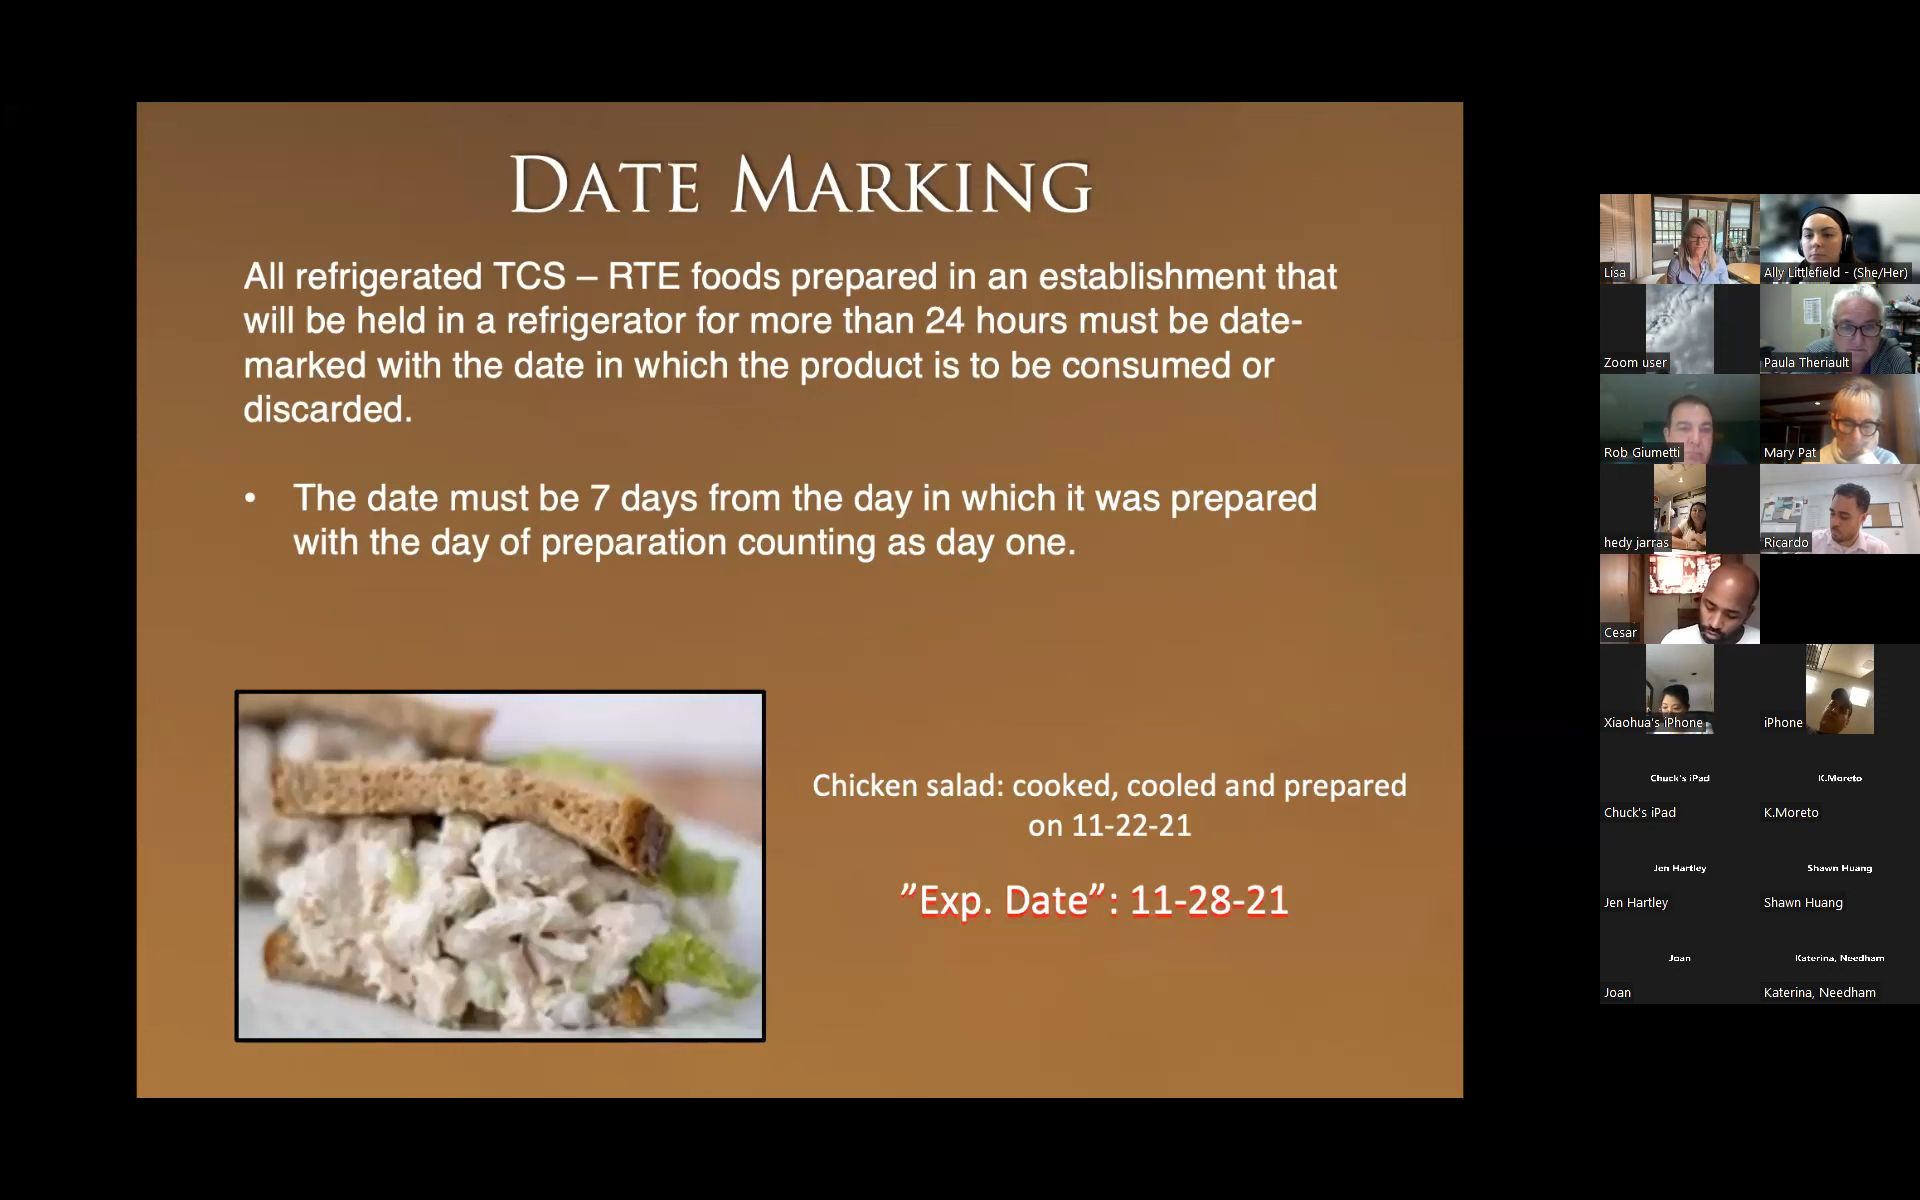 DATE MARKING
All refrigerated TCS – RTE foods prepared in an establishment that
will be held in a refrigerator for more than 24 hours must be date-
marked with the date in which the product is to be consumed or
discarded.
• The date must be 7 days from the day in which it was prepared
with the day of preparation counting as day one.
Chicken salad: cooked, cooled and prepared
on 11-22-21
”Exp. Date”: 11-28-21
Lisa
Ally Littlefield - (She/Her)
Zoom user
Paula Theriault
Rob Giumetti
Mary Pat
hedy jarras
Ricardo
Cesar
Xiaohua's iPhone
iPhone
Chuck's iPad
K.Moreto
Chuck's iPad
K.Moreto
Jen Hartley
Shawn Huang
Jen Hartley
Shawn Huang
Joan
Katerina, Needham
Joan
Katerina, Needham